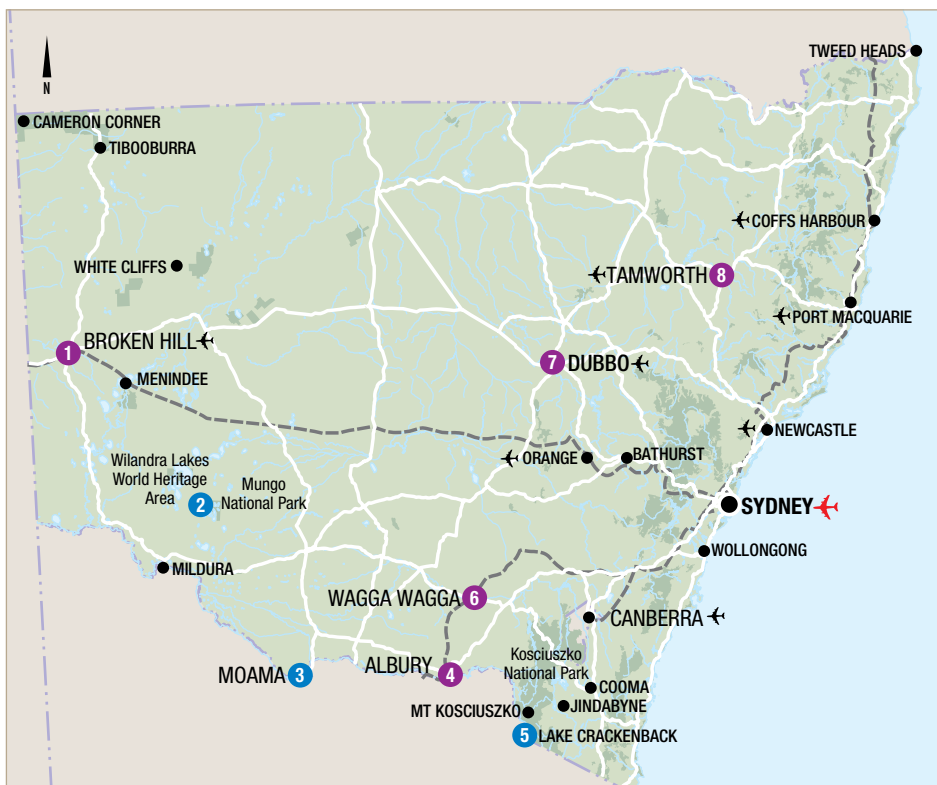 TWEED HEADS
N
CAMERON CORNER
TIBOOBURRA
COFFS HARBOUR
WHITE CLIFFS
TAMWORTH 8
PORT MACQUARIE
BROKEN HILL
1
7 DUBBO
MENINDEE
NEWCASTLE
ORANGE
BATHURST
Wilandra Lakes
World Heritage
Area
Mungo
National Park
2
SYDNEY
WOLLONGONG
MILDURA
WAGGA WAGGA 6
CANBERRA
Kosciuszko
National Park
ALBURY 4
MOAMA 3
COOMA
JINDABYNE
MT KOSCIUSZKO
5 LAKE CRACKENBACK